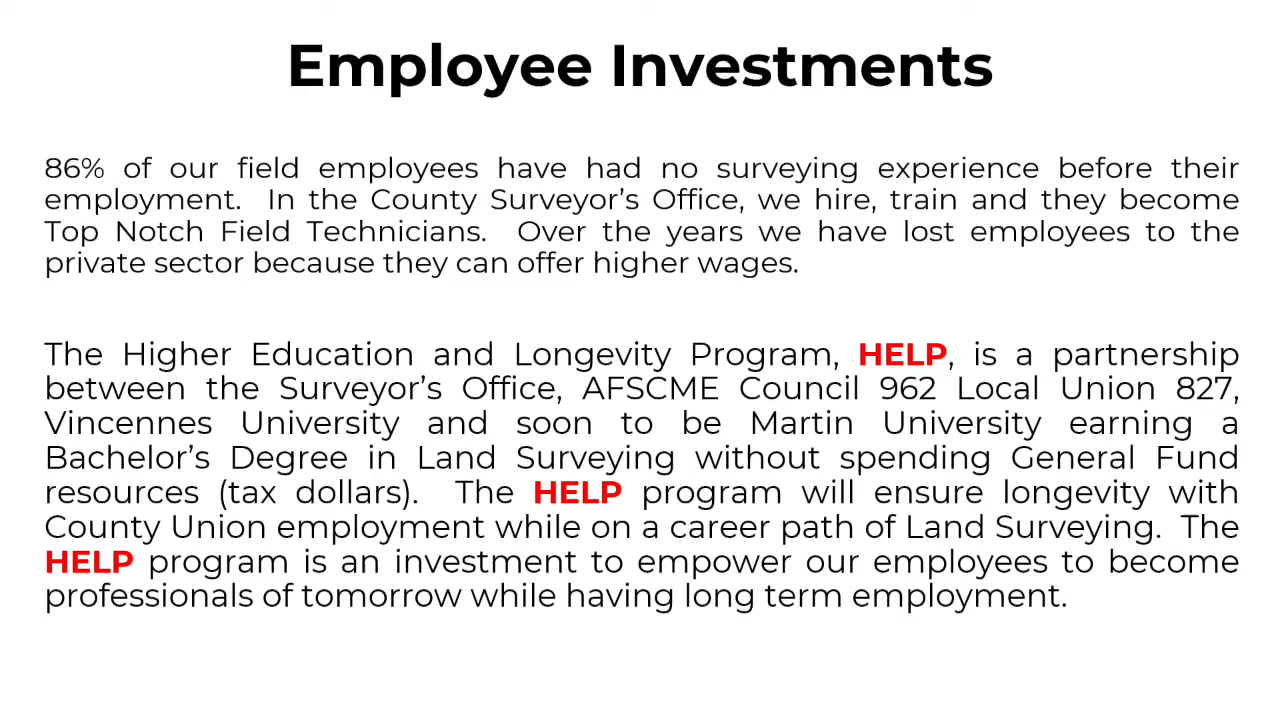 Employee Investments
86% of our field employees have had no surveying experience before their
employment.  In the County Surveyor’s Office, we hire, train and they become
Top Notch Field Technicians.  Over the years we have lost employees to the
private sector because they can offer higher wages.
The Higher Education and Longevity Program, HELP, is a partnership
between the Surveyor’s Office, AFSCME Council 962 Local Union 827,
Vincennes University and soon to be Martin University earning a
Bachelor’s Degree in Land Surveying without spending General Fund
resources (tax dollars).  The HELP program will ensure longevity with
County Union employment while on a career path of Land Surveying.  The
HELP program is an investment to empower our employees to become
professionals of tomorrow while having long term employment.